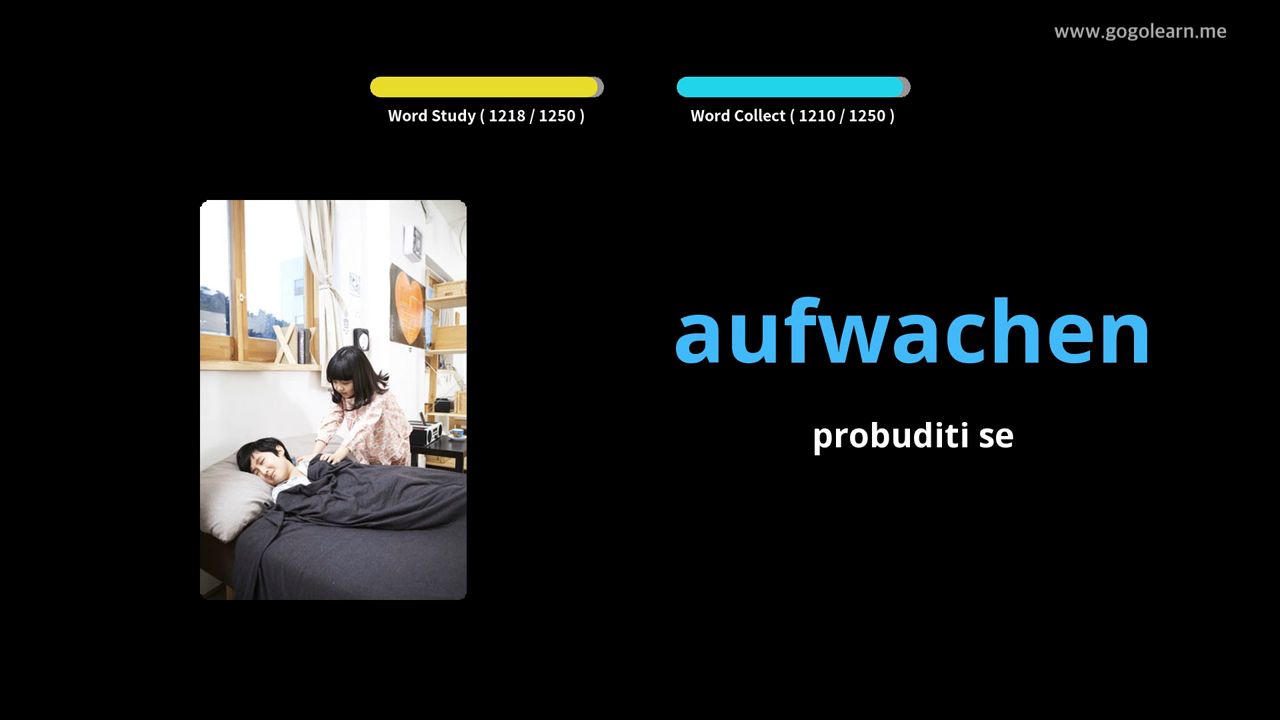 www.gogolearn.me
Word Study ( 1218 / 1250 )
Word Collect ( 1210 / 1250 )
aufwachen
probuditi se